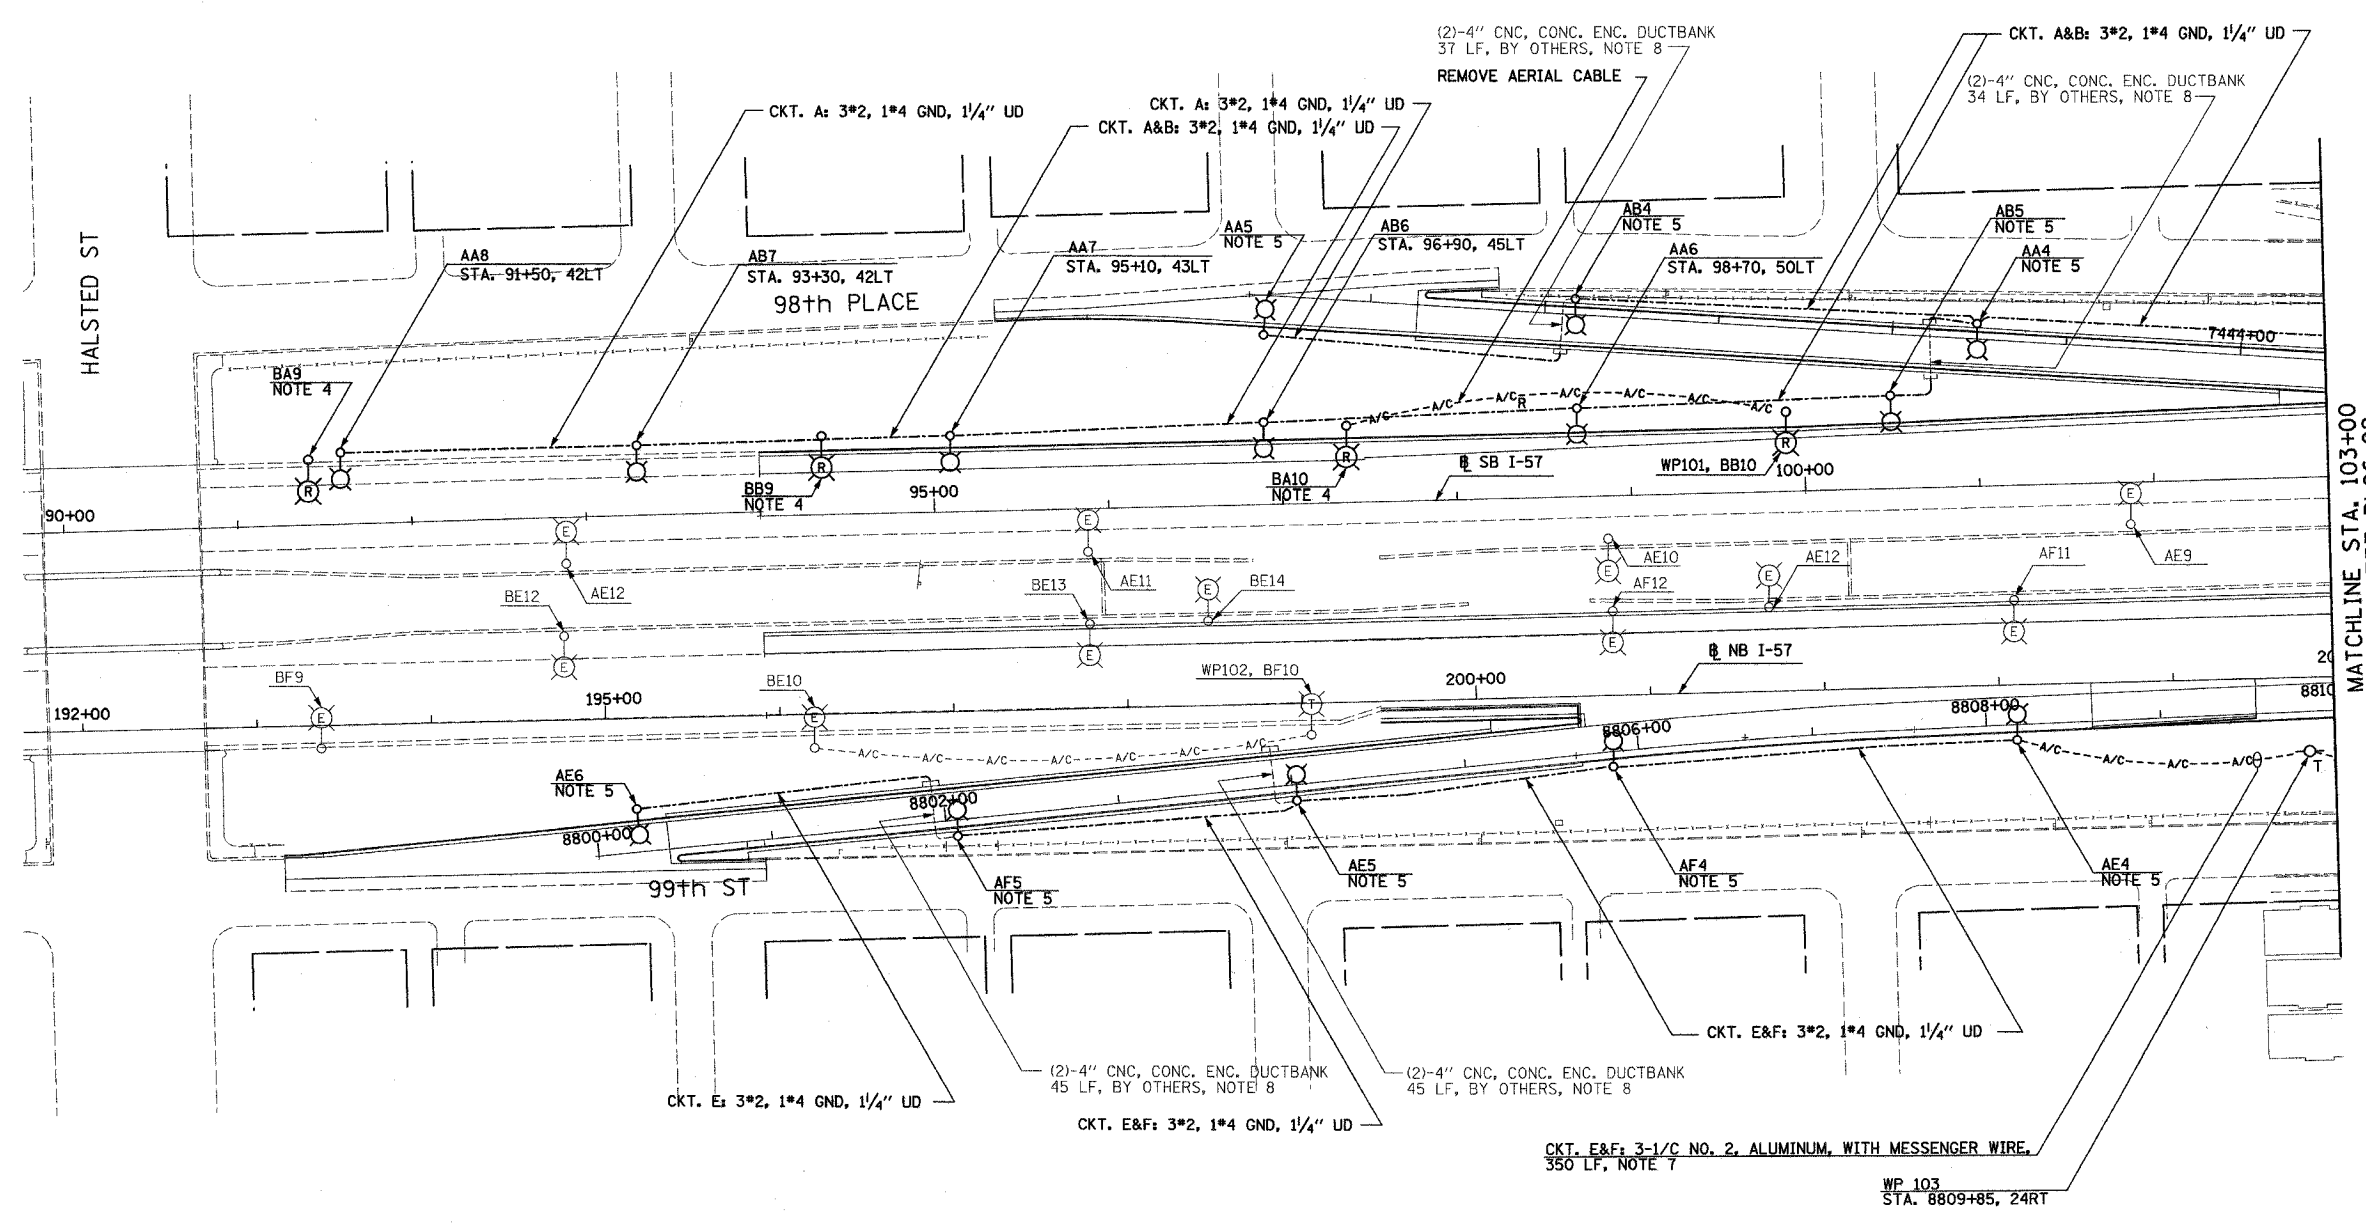 (2)-4" CNC, CONC. ENC. DUCTBANK
37 LF, BY OTHERS, NOTE 8
REMOVE AERIAL CABLE
CKT. A&B: 3#2, 1#4 GND, 1¼" UD
(2)-4" CNC, CONC. ENC. DUCTBANK
34 LF, BY OTHERS, NOTE 8
CKT. A: 3#2, 1#4 GND, 1¼" UD
CKT. A: 3#2, 1#4 GND, 1¼" UD
CKT. A&B: 3#2, 1#4 GND, 1¼" UD
HALSTED ST
AA8
STA. 91+50, 42LT
AB7
STA. 93+30, 42LT
AA7
STA. 95+10, 43LT
AA5
NOTE 5
AB6
STA. 96+90, 45LT
AB4
NOTE 5
AA6
STA. 98+70, 50LT
AB5
NOTE 5
AA4
NOTE 5
98th PLACE
7444+00
BA9
NOTE 4
A/C A/C A/C A/C A/C A/C A/C
R
R
R
R
R
BB9
NOTE 4
95+00
BA10
NOTE 4
℄ SB I-57
WP101, BB10
100+00
MATCHLINE STA. 103+00
90+00
E
E
E
AE12
AE11
AE10
E
AE12
E
AF11
AE9
BE12
BE13
E
BE14
AF12
E
E
E
E
℄ NB I-57
BF9
BE10
WP102, BF10
200+00
20
192+00
195+00
E
E
T
8808+00
8810
8806+00
A/C A/C A/C A/C A/C A/C A/C
A/C A/C A/C A/C
T
AE6
NOTE 5
8800+00
8802+00
99th ST
AF5
NOTE 5
AE5
NOTE 5
AF4
NOTE 5
AE4
NOTE 5
CKT. E&F: 3#2, 1#4 GND, 1¼" UD
(2)-4" CNC, CONC. ENC. DUCTBANK
45 LF, BY OTHERS, NOTE 8
(2)-4" CNC, CONC. ENC. DUCTBANK
45 LF, BY OTHERS, NOTE 8
CKT. E: 3#2, 1#4 GND, 1¼" UD
CKT. E&F: 3#2, 1#4 GND, 1¼" UD
CKT. E&F: 3-1/C NO. 2, ALUMINUM, WITH MESSENGER WIRE,
350 LF, NOTE 7
WP 103
STA. 8809+85, 24RT